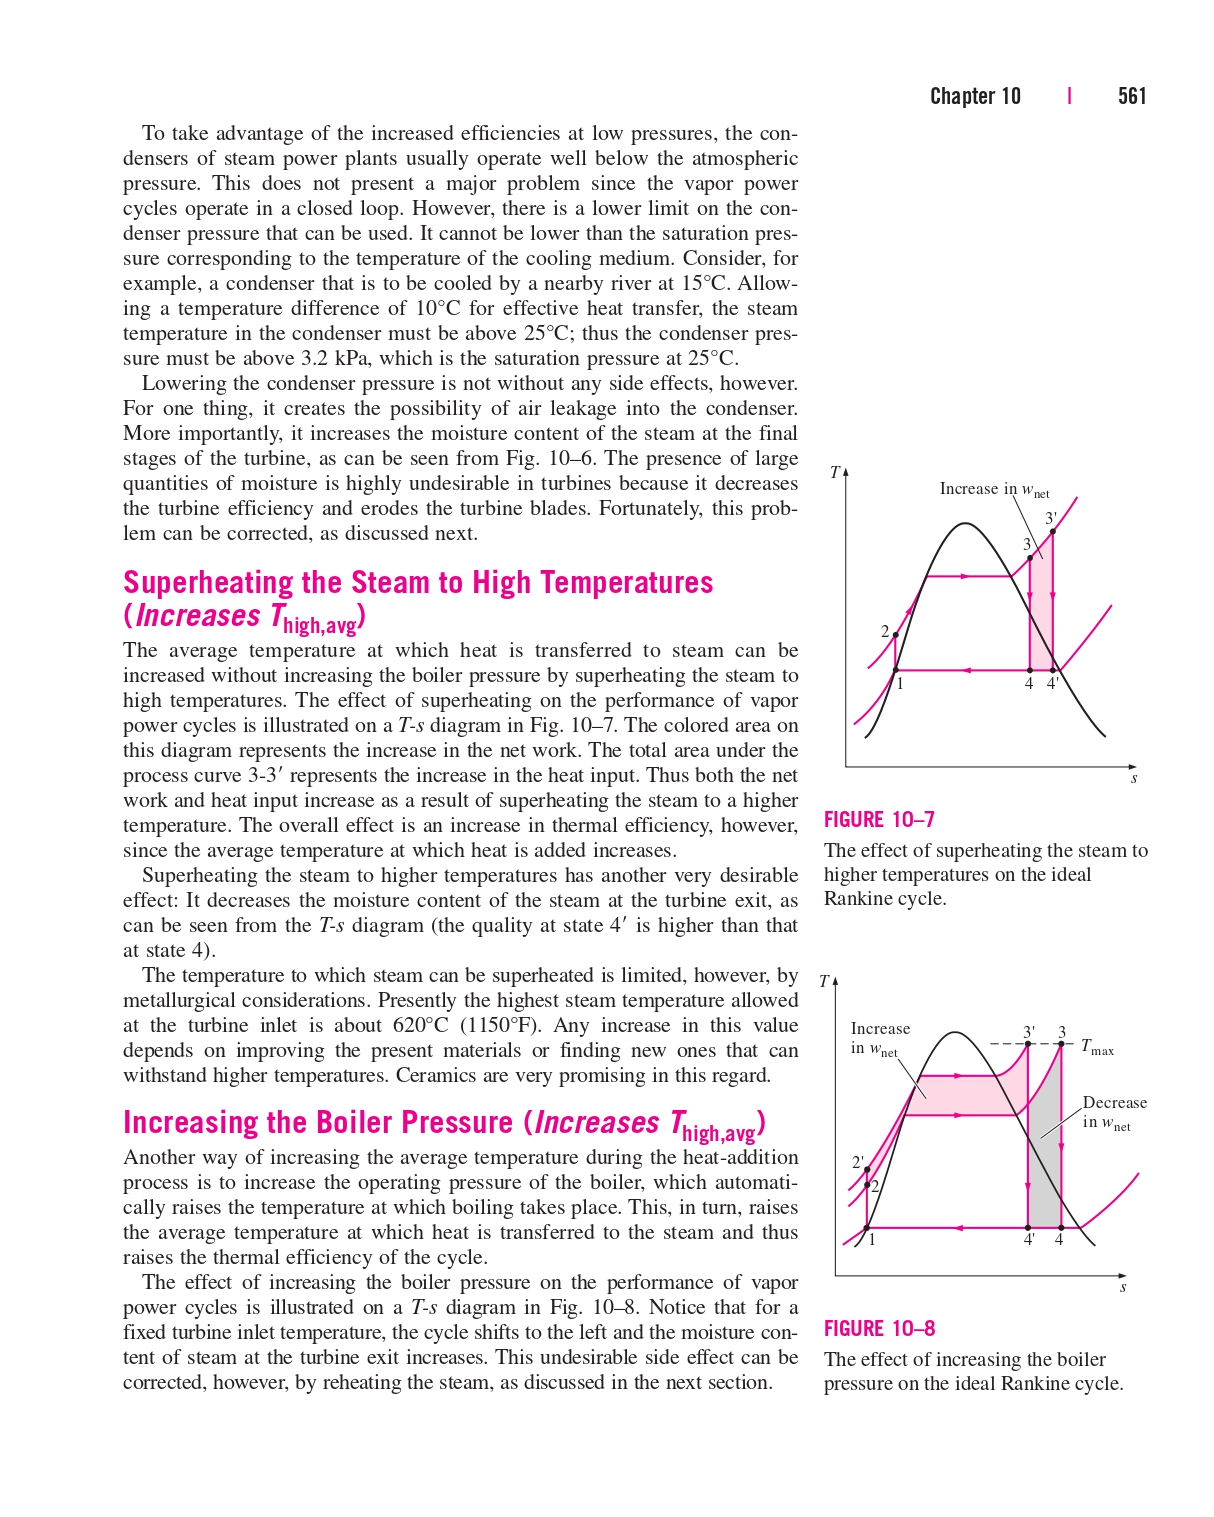 Chapter 10 | 561
To take advantage of the increased efficiencies at low pressures, the con-
densers of steam power plants usually operate well below the atmospheric
pressure. This does not present a major problem since the vapor power
cycles operate in a closed loop. However, there is a lower limit on the con-
denser pressure that can be used. It cannot be lower than the saturation pres-
sure corresponding to the temperature of the cooling medium. Consider, for
example, a condenser that is to be cooled by a nearby river at 15°C. Allow-
ing a temperature difference of 10°C for effective heat transfer, the steam
temperature in the condenser must be above 25°C; thus the condenser pres-
sure must be above 3.2 kPa, which is the saturation pressure at 25°C.
Lowering the condenser pressure is not without any side effects, however.
For one thing, it creates the possibility of air leakage into the condenser.
More importantly, it increases the moisture content of the steam at the final
stages of the turbine, as can be seen from Fig. 10–6. The presence of large
quantities of moisture is highly undesirable in turbines because it decreases
the turbine efficiency and erodes the turbine blades. Fortunately, this prob-
lem can be corrected, as discussed next.
Superheating the Steam to High Temperatures
(Increases Thigh,avg)
The average temperature at which heat is transferred to steam can be
increased without increasing the boiler pressure by superheating the steam to
high temperatures. The effect of superheating on the performance of vapor
power cycles is illustrated on a T-s diagram in Fig. 10–7. The colored area on
this diagram represents the increase in the net work. The total area under the
process curve 3-3′ represents the increase in the heat input. Thus both the net
work and heat input increase as a result of superheating the steam to a higher
temperature. The overall effect is an increase in thermal efficiency, however,
since the average temperature at which heat is added increases.
Superheating the steam to higher temperatures has another very desirable
effect: It decreases the moisture content of the steam at the turbine exit, as
can be seen from the T-s diagram (the quality at state 4′ is higher than that
at state 4).
The temperature to which steam can be superheated is limited, however, by
metallurgical considerations. Presently the highest steam temperature allowed
at the turbine inlet is about 620°C (1150°F). Any increase in this value
depends on improving the present materials or finding new ones that can
withstand higher temperatures. Ceramics are very promising in this regard.
Increasing the Boiler Pressure (Increases Thigh,avg)
Another way of increasing the average temperature during the heat-addition
process is to increase the operating pressure of the boiler, which automati-
cally raises the temperature at which boiling takes place. This, in turn, raises
the average temperature at which heat is transferred to the steam and thus
raises the thermal efficiency of the cycle.
The effect of increasing the boiler pressure on the performance of vapor
power cycles is illustrated on a T-s diagram in Fig. 10–8. Notice that for a
fixed turbine inlet temperature, the cycle shifts to the left and the moisture con-
tent of steam at the turbine exit increases. This undesirable side effect can be
corrected, however, by reheating the steam, as discussed in the next section.
T
Increase in wnet
3'
3
2
1
4 4'
s
FIGURE 10–7
The effect of superheating the steam to
higher temperatures on the ideal
Rankine cycle.
T
Increase
in wnet
3' 3
Tmax
Decrease
in wnet
2'
2
1
4' 4
s
FIGURE 10–8
The effect of increasing the boiler
pressure on the ideal Rankine cycle.